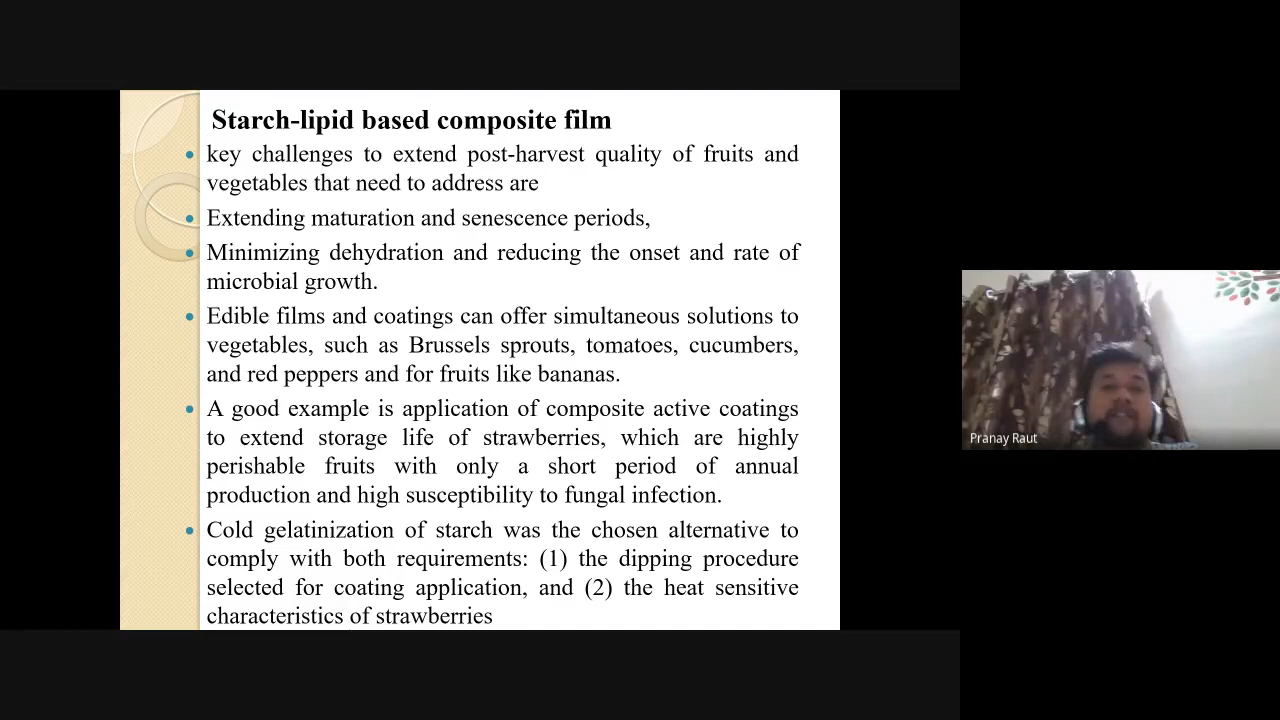 Starch-lipid based composite film
key challenges to extend post-harvest quality of fruits and
vegetables that need to address are
Extending maturation and senescence periods,
Minimizing dehydration and reducing the onset and rate of
microbial growth.
Edible films and coatings can offer simultaneous solutions to
vegetables, such as Brussels sprouts, tomatoes, cucumbers,
and red peppers and for fruits like bananas.
A good example is application of composite active coatings
to extend storage life of strawberries, which are highly
perishable fruits with only a short period of annual
production and high susceptibility to fungal infection.
Cold gelatinization of starch was the chosen alternative to
comply with both requirements: (1) the dipping procedure
selected for coating application, and (2) the heat sensitive
characteristics of strawberries
Pranay Raut